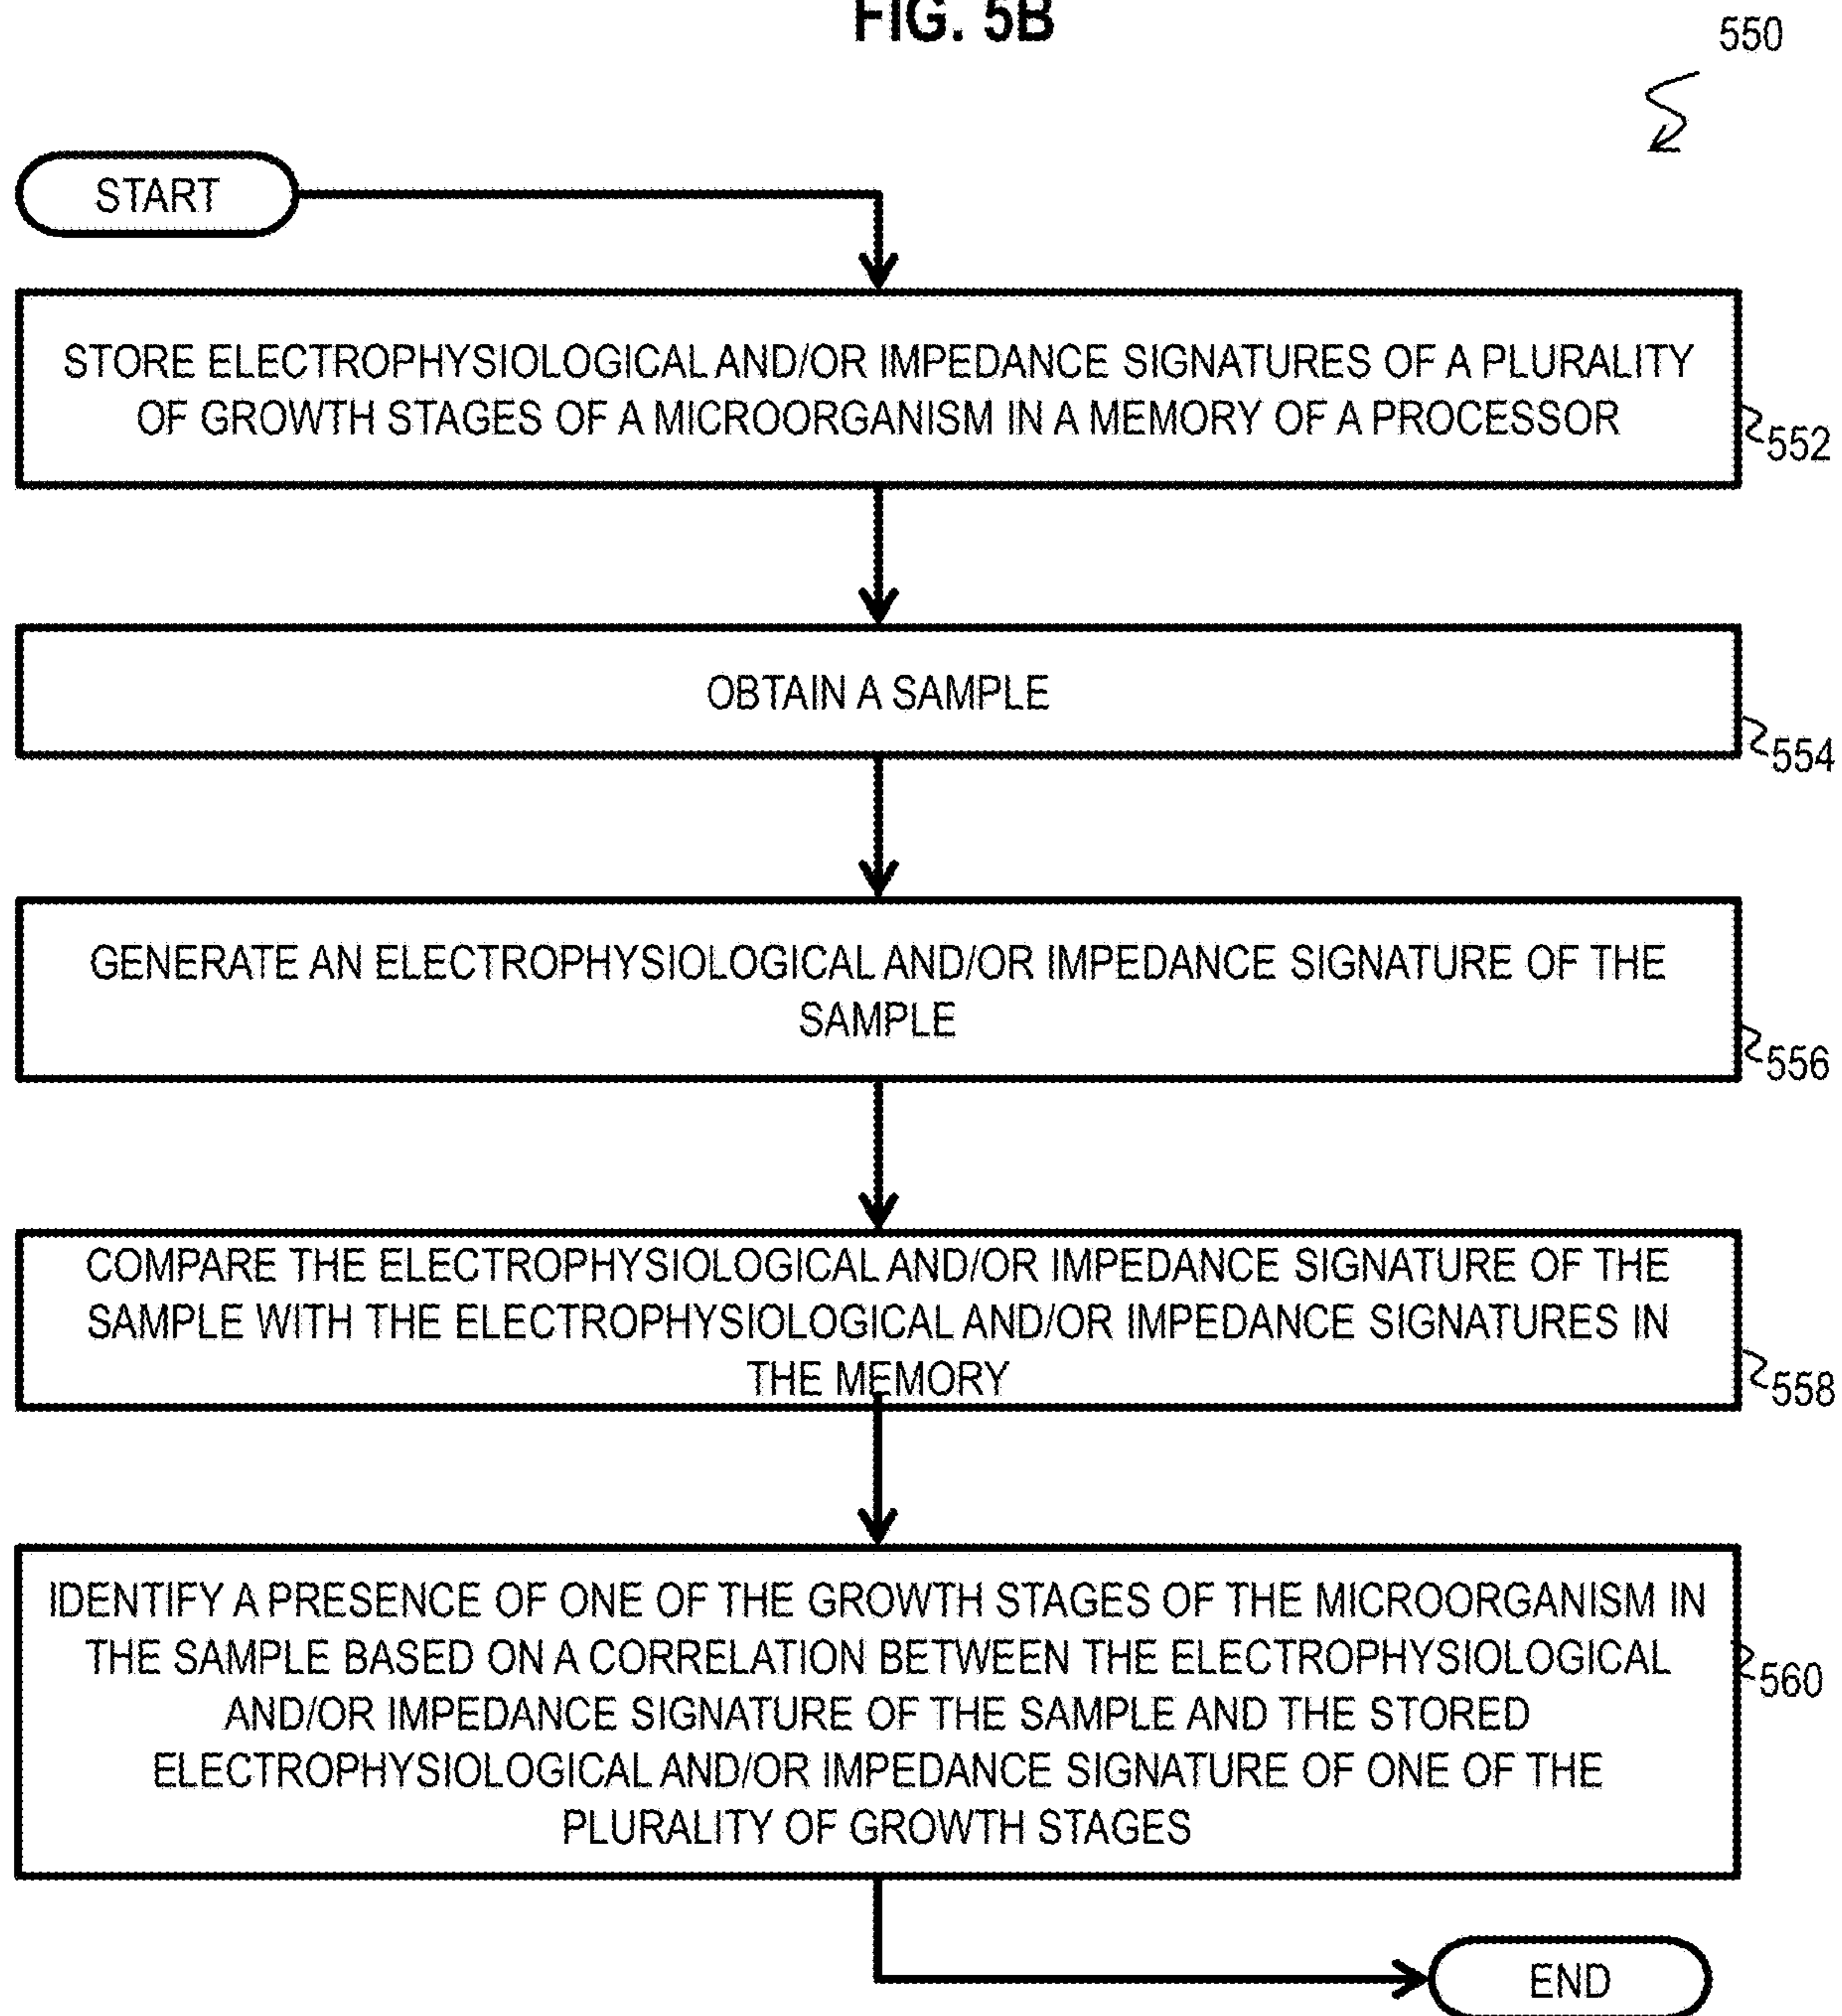 FIG. 5B
550
START
STORE ELECTROPHYSIOLOGICAL AND/OR IMPEDANCE SIGNATURES OF A PLURALITY
OF GROWTH STAGES OF A MICROORGANISM IN A MEMORY OF A PROCESSOR
552
OBTAIN A SAMPLE
554
GENERATE AN ELECTROPHYSIOLOGICAL AND/OR IMPEDANCE SIGNATURE OF THE
SAMPLE
556
COMPARE THE ELECTROPHYSIOLOGICAL AND/OR IMPEDANCE SIGNATURE OF THE
SAMPLE WITH THE ELECTROPHYSIOLOGICAL AND/OR IMPEDANCE SIGNATURES IN
THE MEMORY
558
IDENTIFY A PRESENCE OF ONE OF THE GROWTH STAGES OF THE MICROORGANISM IN
THE SAMPLE BASED ON A CORRELATION BETWEEN THE ELECTROPHYSIOLOGICAL
AND/OR IMPEDANCE SIGNATURE OF THE SAMPLE AND THE STORED
ELECTROPHYSIOLOGICAL AND/OR IMPEDANCE SIGNATURE OF ONE OF THE
PLURALITY OF GROWTH STAGES
560
END